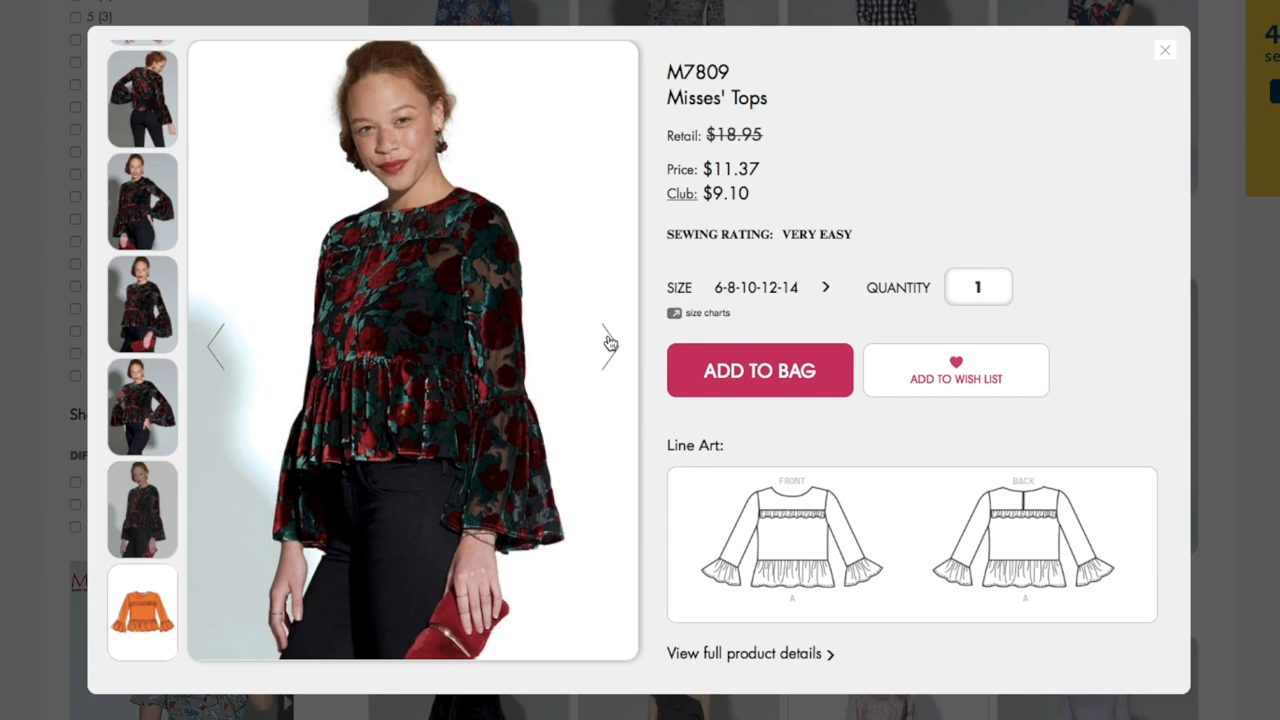 5 (3)
M7809
Misses' Tops
Retail: $18.95
Price: $11.37
Club: $9.10
SEWING RATING: VERY EASY
SIZE 6-8-10-12-14 QUANTITY 1
size charts
ADD TO BAG
ADD TO WISH LIST
Line Art:
FRONT BACK
A A
View full product details